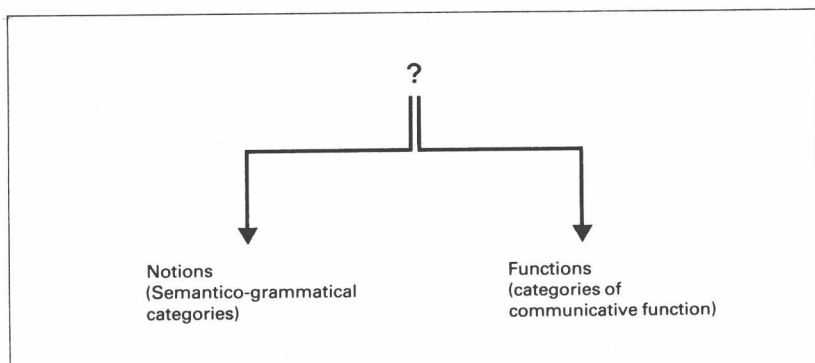 ?
Notions
(Semantico-grammatical
categories)
Functions
(categories of
communicative function)